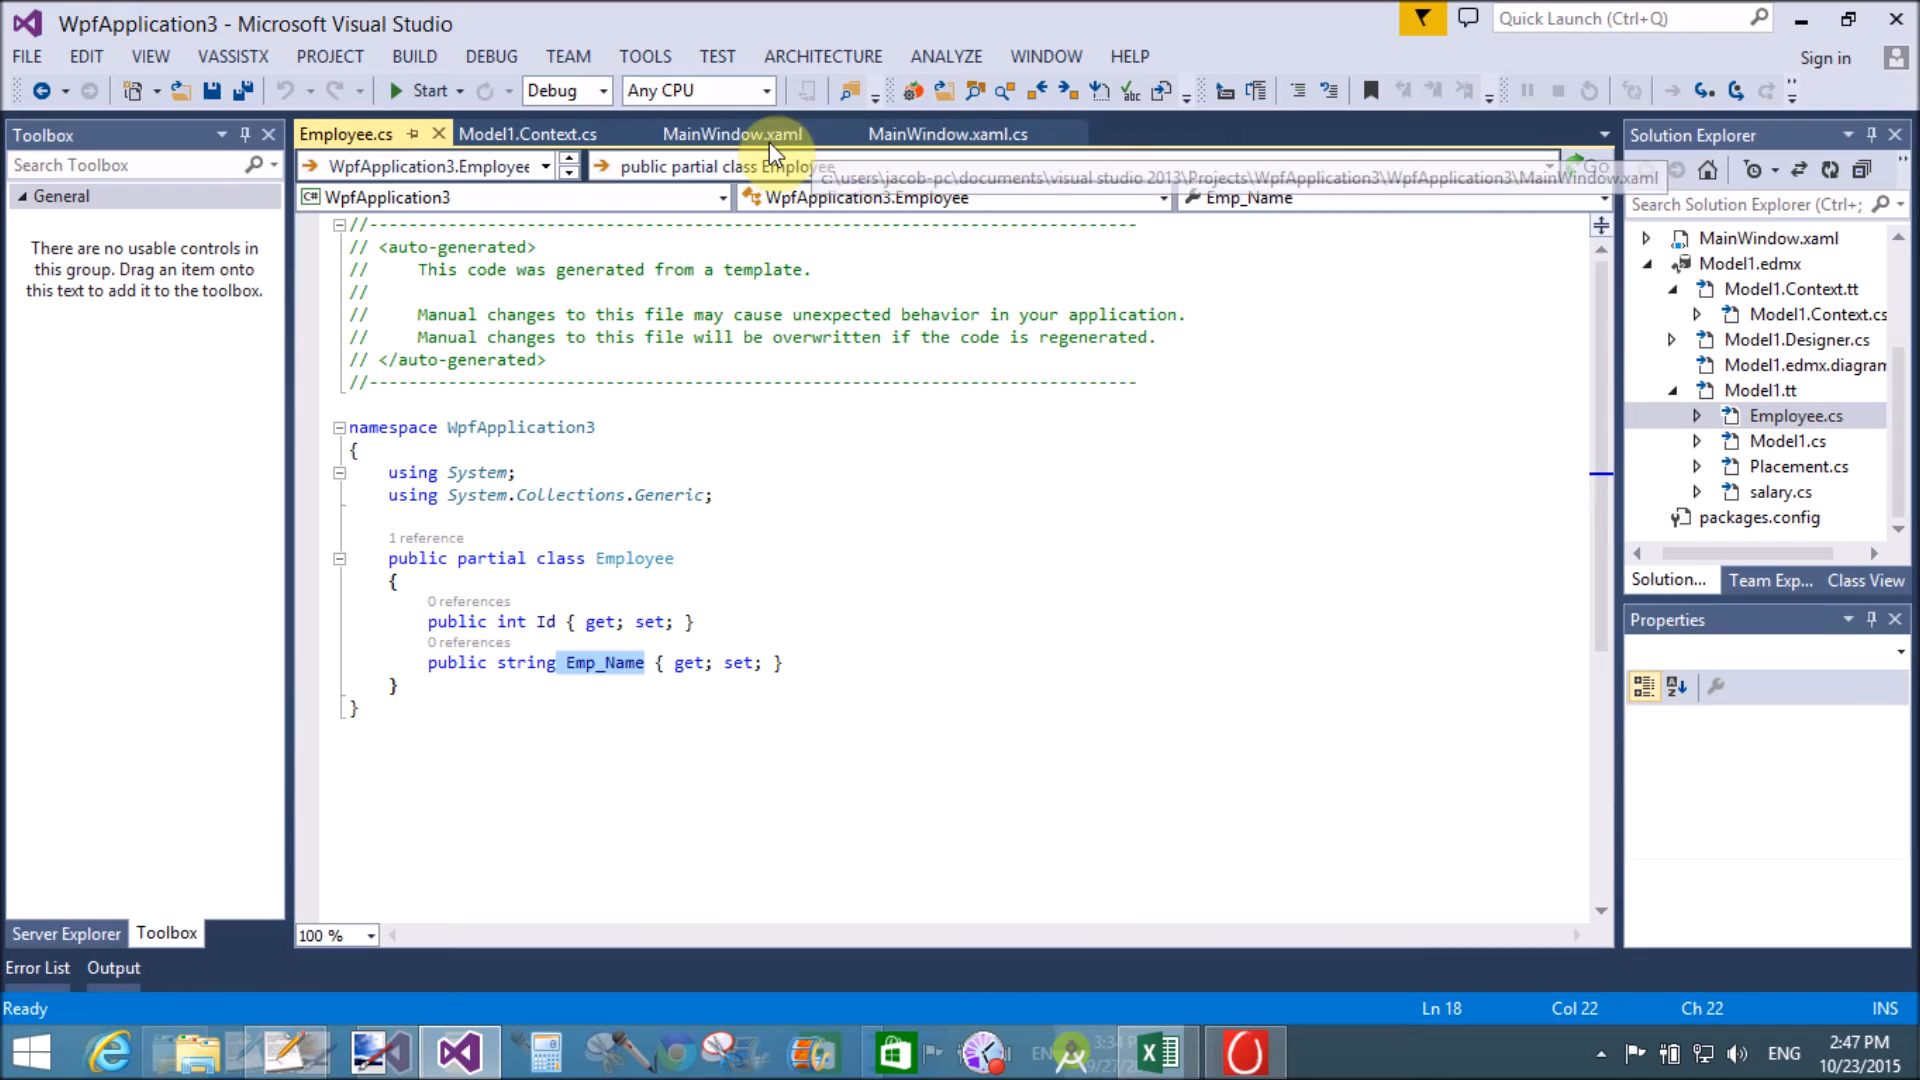 WpfApplication3 - Microsoft Visual Studio
Quick Launch (Ctrl+Q)
FILE EDIT VIEW VASSISTX PROJECT BUILD DEBUG TEAM TOOLS TEST ARCHITECTURE ANALYZE WINDOW HELP
Sign in
Start Debug Any CPU
Toolbox
Search Toolbox
General
There are no usable controls in
this group. Drag an item onto
this text to add it to the toolbox.
Server Explorer Toolbox
Employee.cs Model1.Context.cs MainWindow.xaml MainWindow.xaml.cs
WpfApplication3.Employee public partial class Employee Go
c:\users\jacob-pc\documents\visual studio 2013\Projects\WpfApplication3\WpfApplication3\MainWindow.xaml
C# WpfApplication3 WpfApplication3.Employee Emp_Name
//------------------------------------------------------------------------------
// <auto-generated>
//     This code was generated from a template.
//
//     Manual changes to this file may cause unexpected behavior in your application.
//     Manual changes to this file will be overwritten if the code is regenerated.
// </auto-generated>
//------------------------------------------------------------------------------
namespace WpfApplication3
{
using System;
using System.Collections.Generic;
1 reference
public partial class Employee
{
0 references
public int Id { get; set; }
0 references
public string Emp_Name { get; set; }
}
}
100 %
Solution Explorer
Search Solution Explorer (Ctrl+;
MainWindow.xaml
Model1.edmx
Model1.Context.tt
Model1.Context.cs
Model1.Designer.cs
Model1.edmx.diagram
Model1.tt
Employee.cs
Model1.cs
Placement.cs
salary.cs
packages.config
Solution... Team Exp... Class View
Properties
Error List Output
Ready Ln 18 Col 22 Ch 22 INS
ENG
2:47 PM
10/23/2015